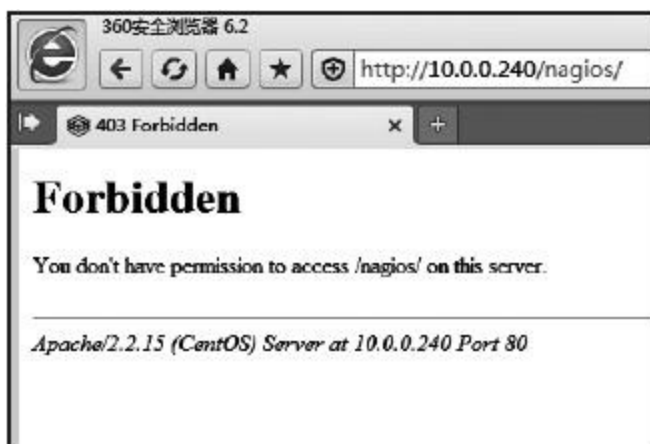 360安全浏览器 6.2
http://10.0.0.240/nagios/
403 Forbidden
Forbidden
You don't have permission to access /nagios/ on this server.
Apache/2.2.15 (CentOS) Server at 10.0.0.240 Port 80